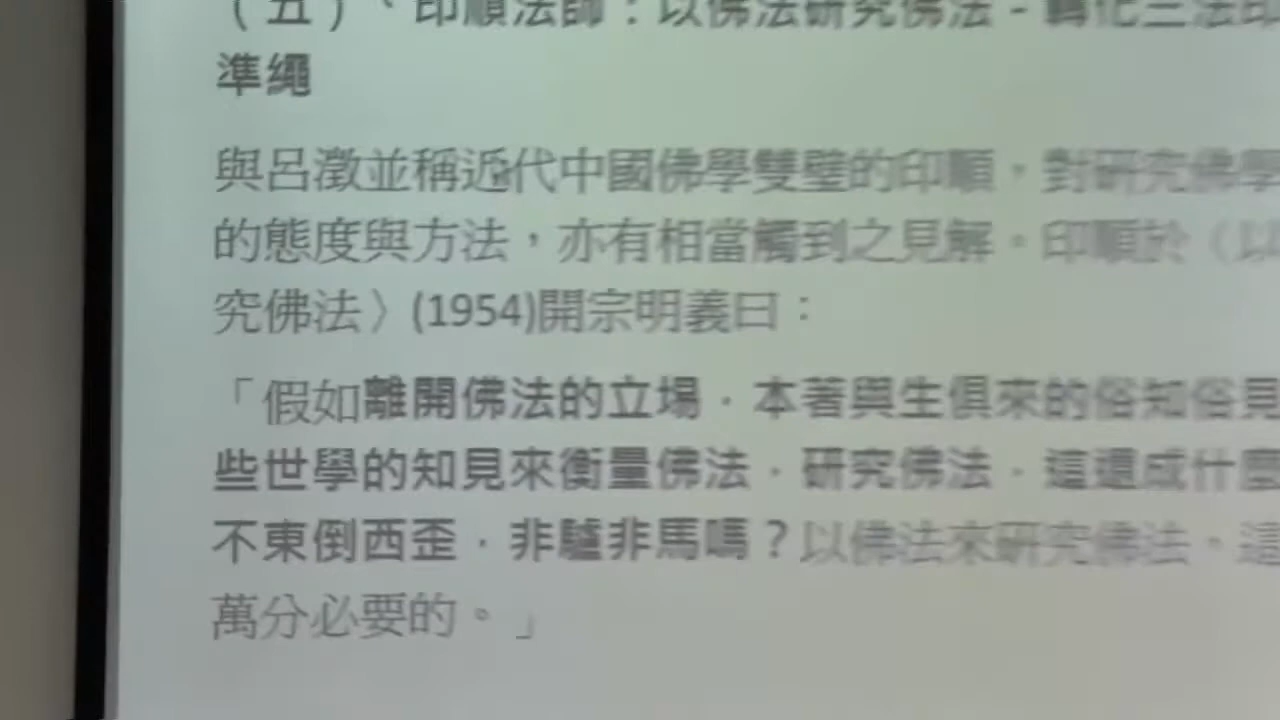 （五）、印順法師：以佛法研究佛法－轉化三法印
準繩
與呂澂並稱近代中國佛學雙璧的印順，對研究佛學
的態度與方法，亦有相當觸到之見解。印順於〈以
究佛法〉(1954)開宗明義曰：
「假如離開佛法的立場，本著與生俱來的俗知俗見
些世學的知見來衡量佛法，研究佛法，這還成什麼
不東倒西歪，非驢非馬嗎？以佛法來研究佛法，這
萬分必要的。」